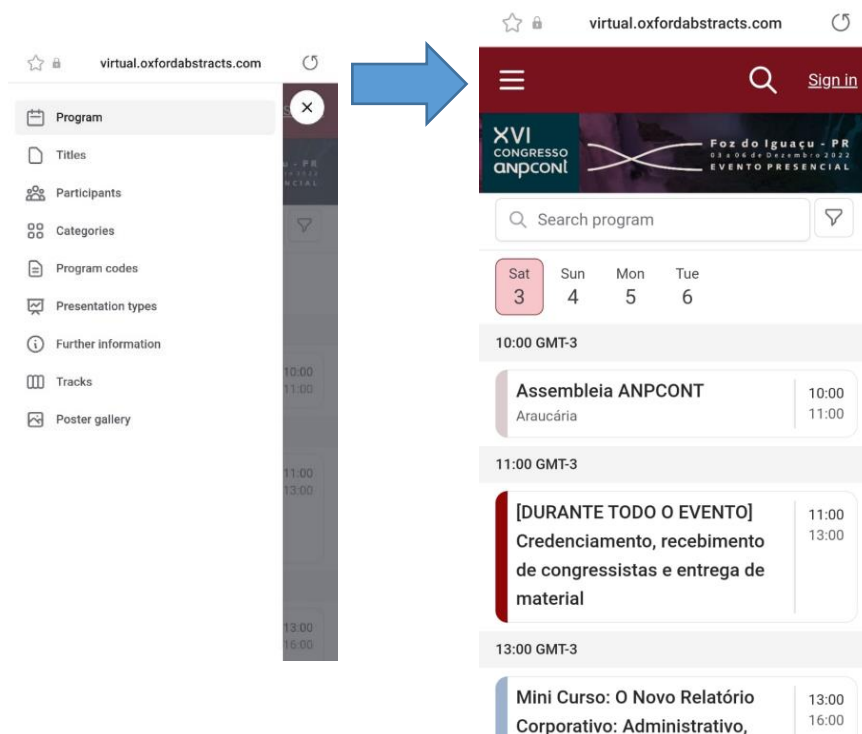 virtual.oxfordabstracts.com
Program
Titles
Participants
Categories
Program codes
Presentation types
Further information
Tracks
Poster gallery
10:00
11:00
11:00
13:00
13:00
16:00
virtual.oxfordabstracts.com
Sign in
XVI
CONGRESSO
anpcont
Foz do Iguaçu - PR
03 a 06 de Dezembro 2022
EVENTO PRESENCIAL
Search program
Sat Sun Mon Tue
3 4 5 6
10:00 GMT-3
Assembleia ANPCONT 10:00
Araucária 11:00
11:00 GMT-3
[DURANTE TODO O EVENTO] 11:00
Credenciamento, recebimento 13:00
de congressistas e entrega de
material
13:00 GMT-3
Mini Curso: O Novo Relatório 13:00
Corporativo: Administrativo, 16:00